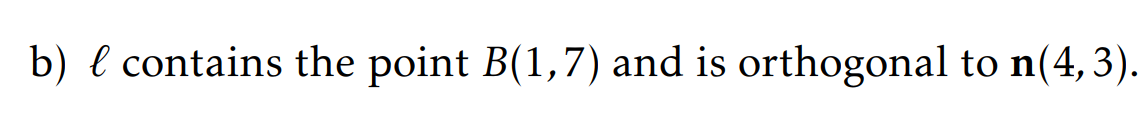 b) ℓ contains the point B(1,7) and is orthogonal to n(4,3).